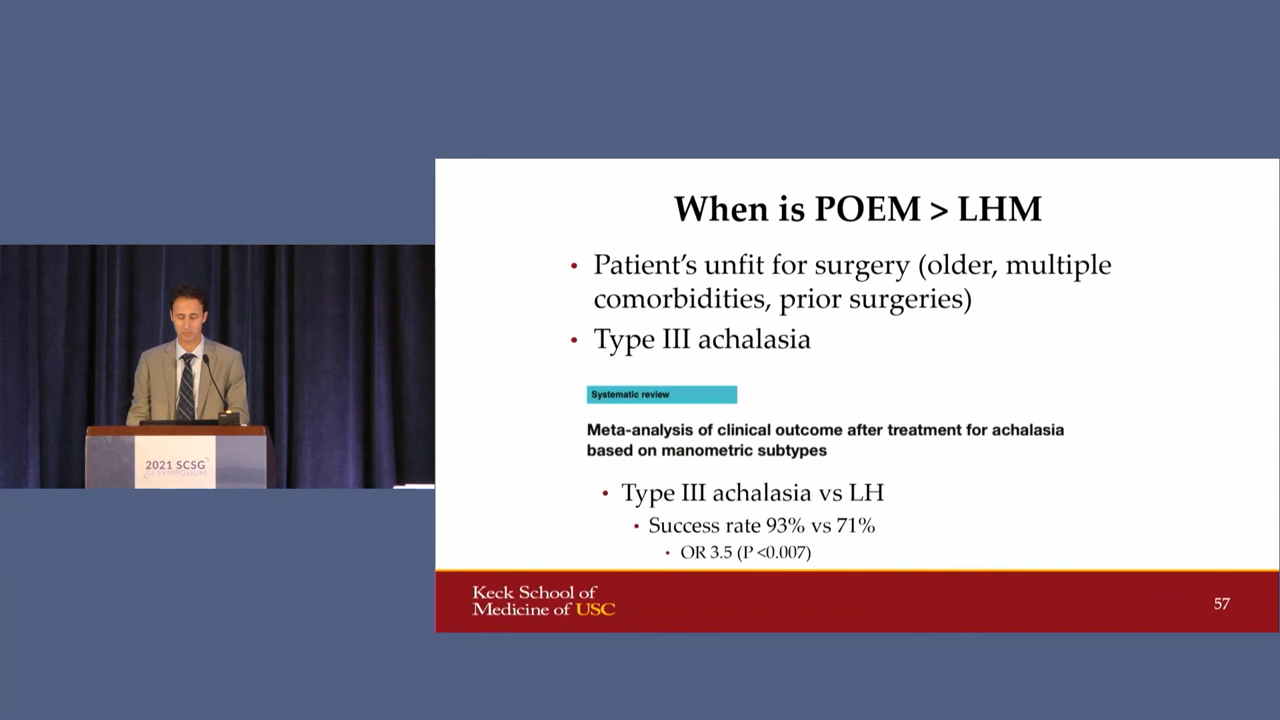 When is POEM > LHM
• Patient's unfit for surgery (older, multiple
comorbidities, prior surgeries)
• Type III achalasia
Systematic review
Meta-analysis of clinical outcome after treatment for achalasia
based on manometric subtypes
• Type III achalasia vs LH
• Success rate 93% vs 71%
• OR 3.5 (P <0.007)
2021 SCSG
GI SYMPOSIUM
Keck School of
Medicine of USC
57